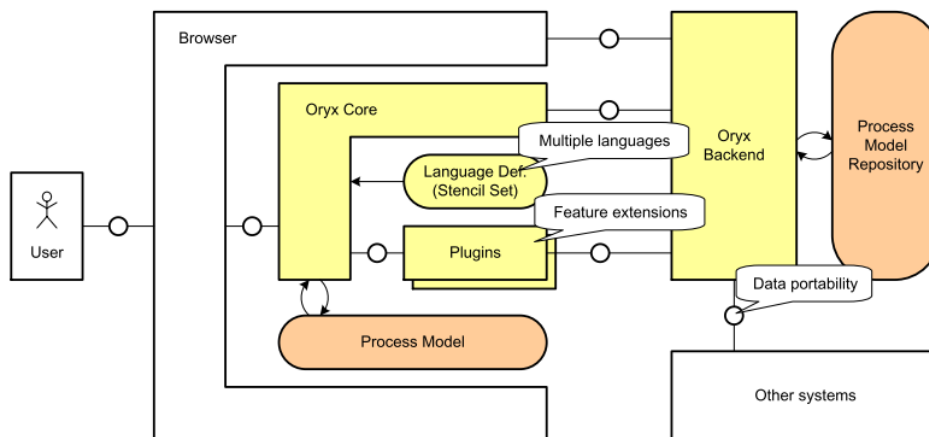 Browser
Oryx Core
Multiple languages
Oryx
Backend
Process
Model
Repository
Language Def.
(Stencil Set)
Feature extensions
User
Plugins
Data portability
Process Model
Other systems